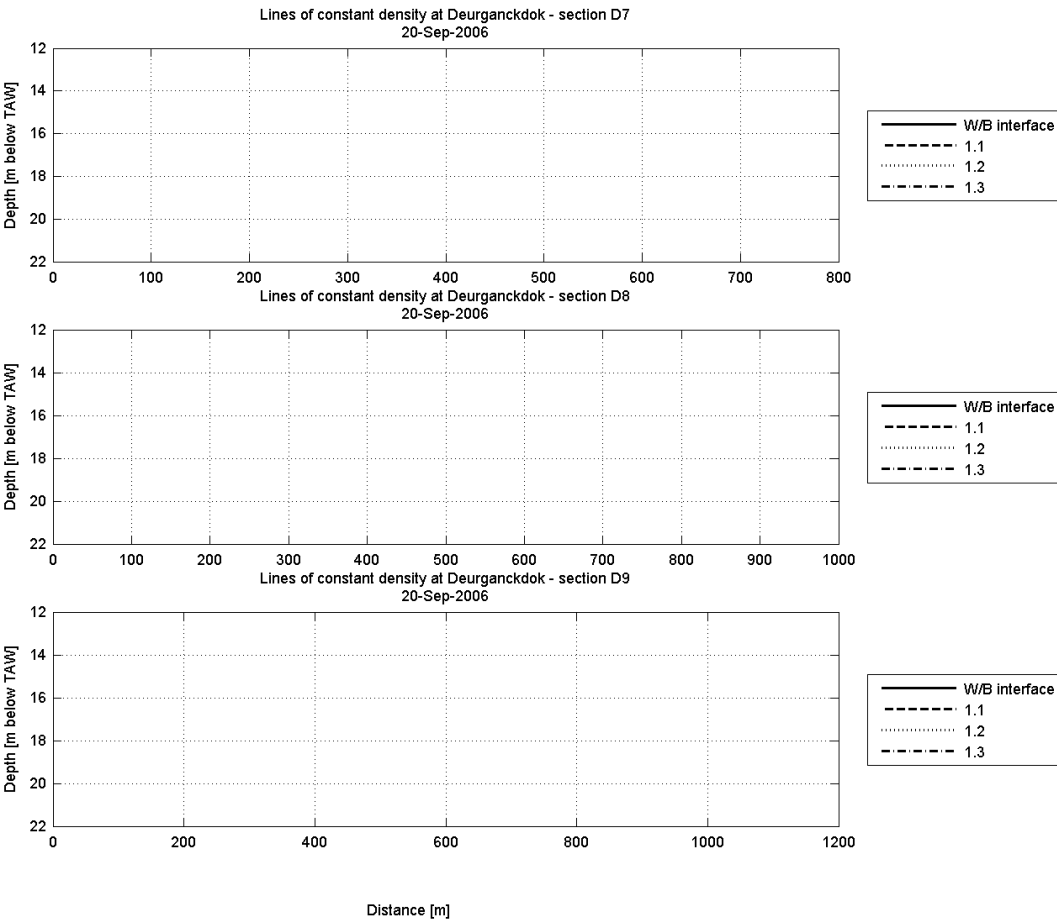 Lines of constant density at Deurganckdok - section D7
20-Sep-2006
Depth [m below TAW]
12
14
16
18
20
22
0 100 200 300 400 500 600 700 800
W/B interface
1.1
1.2
1.3
Lines of constant density at Deurganckdok - section D8
20-Sep-2006
Depth [m below TAW]
12
14
16
18
20
22
0 100 200 300 400 500 600 700 800 900 1000
W/B interface
1.1
1.2
1.3
Lines of constant density at Deurganckdok - section D9
20-Sep-2006
Depth [m below TAW]
12
14
16
18
20
22
0 200 400 600 800 1000 1200
W/B interface
1.1
1.2
1.3
Distance [m]